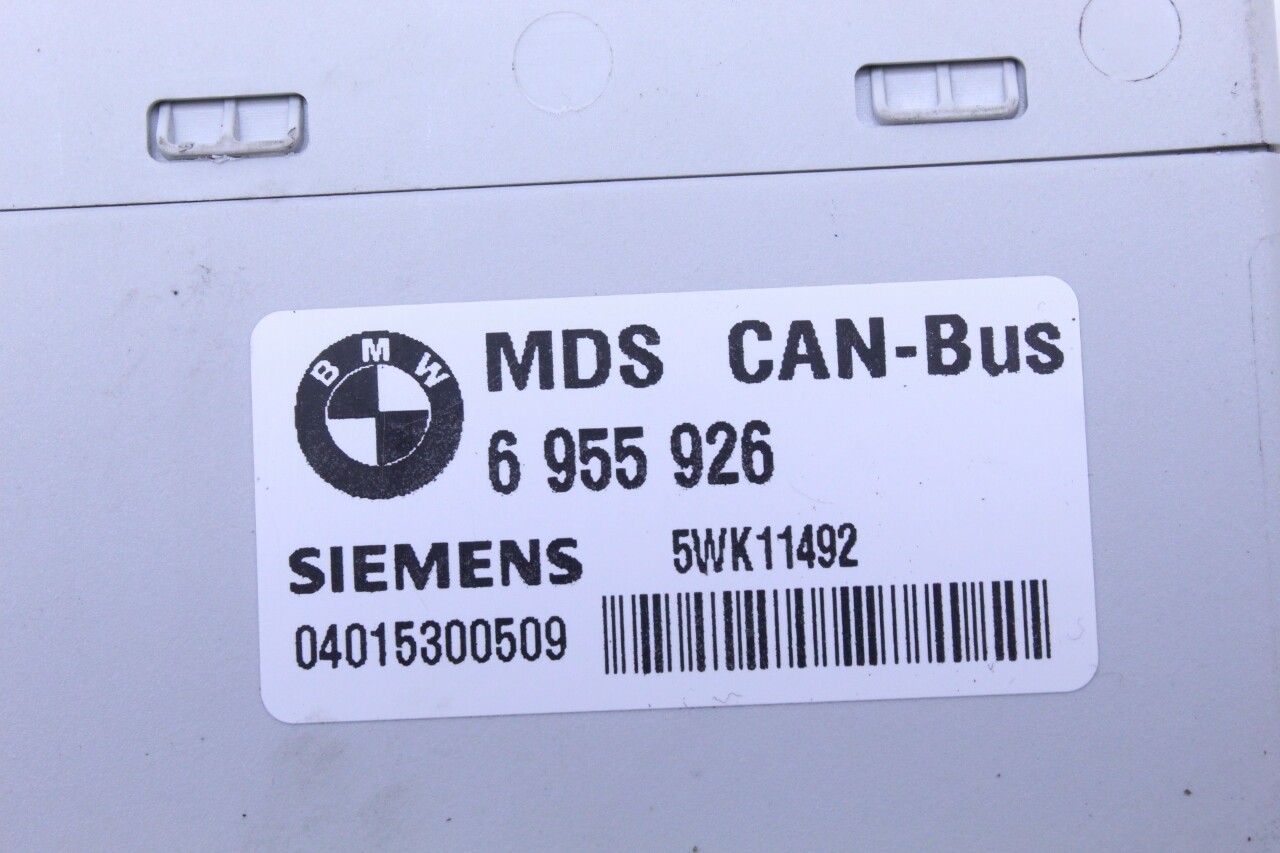 BMW
MDS CAN-Bus
6 955 926
SIEMENS 5WK11492
04015300509